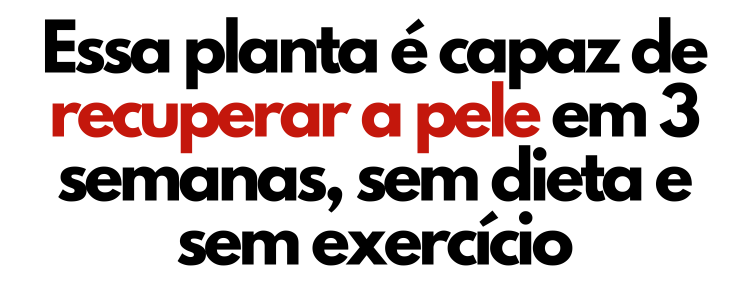 Essa planta é capaz de
recuperar a pele em 3
semanas, sem dieta e
sem exercício